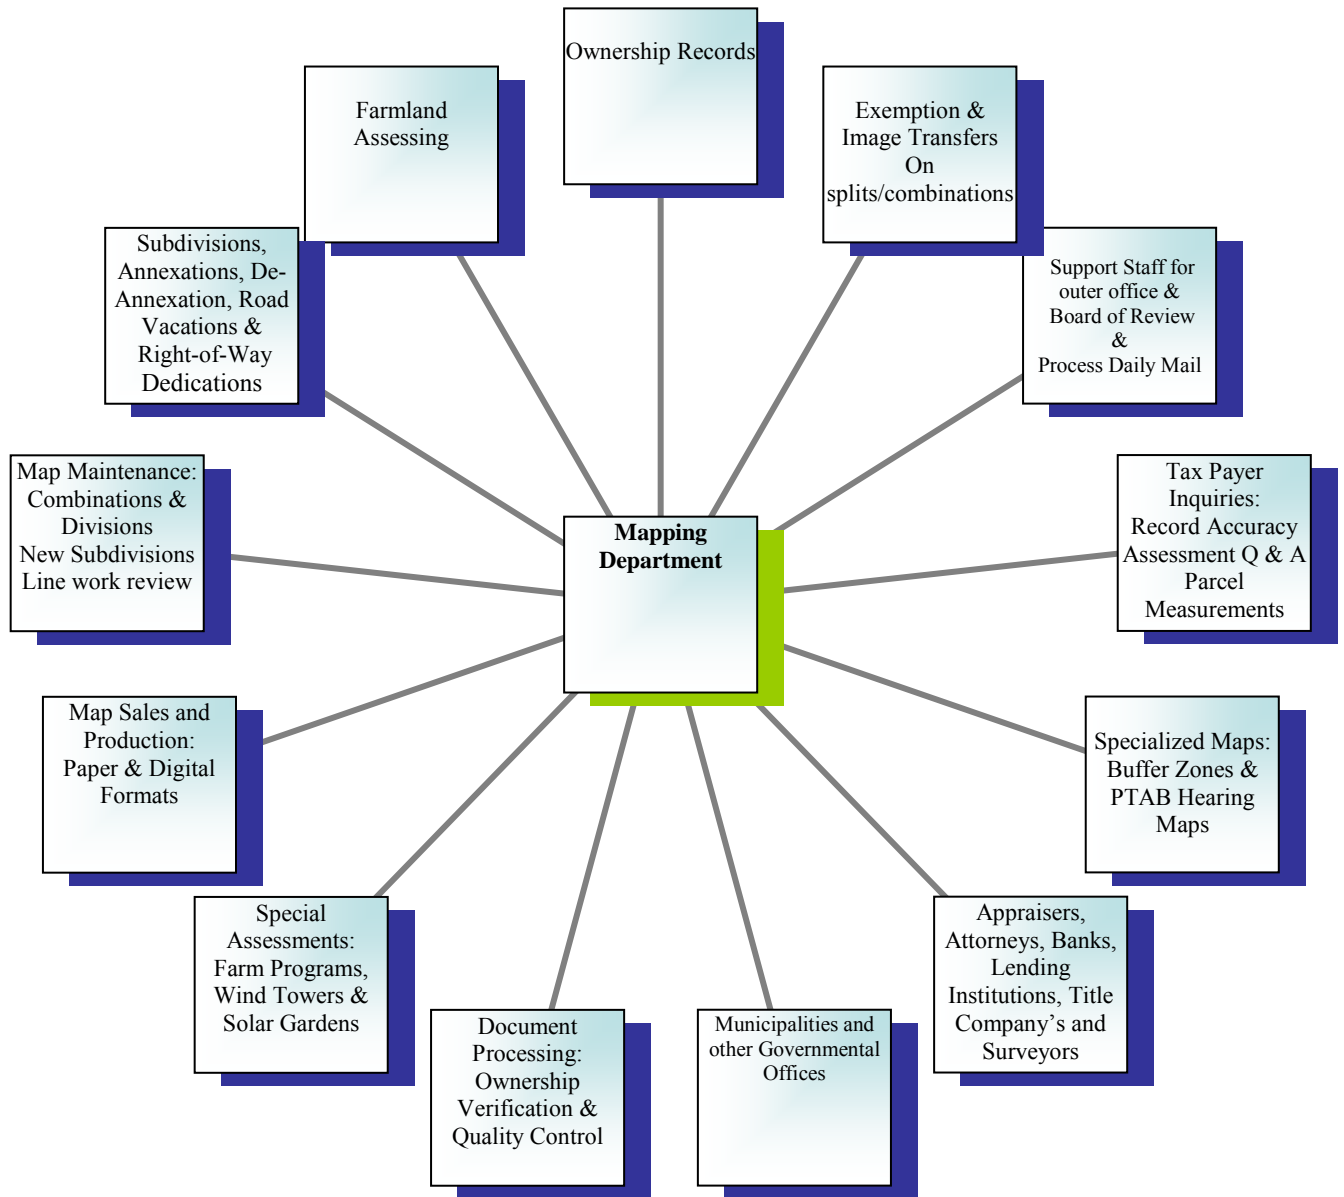 Ownership Records
Exemption &
Image Transfers
On
splits/combinations
Support Staff for
outer office &
Board of Review
&
Process Daily Mail
Tax Payer
Inquiries:
Record Accuracy
Assessment Q & A
Parcel
Measurements
Specialized Maps:
Buffer Zones &
PTAB Hearing
Maps
Appraisers,
Attorneys, Banks,
Lending
Institutions, Title
Company’s and
Surveyors
Municipalities and
other Governmental
Offices
Document
Processing:
Ownership
Verification &
Quality Control
Special
Assessments:
Farm Programs,
Wind Towers &
Solar Gardens
Map Sales and
Production:
Paper & Digital
Formats
Map Maintenance:
Combinations &
Divisions
New Subdivisions
Line work review
Subdivisions,
Annexations, De-
Annexation, Road
Vacations &
Right-of-Way
Dedications
Farmland
Assessing
Mapping
Department